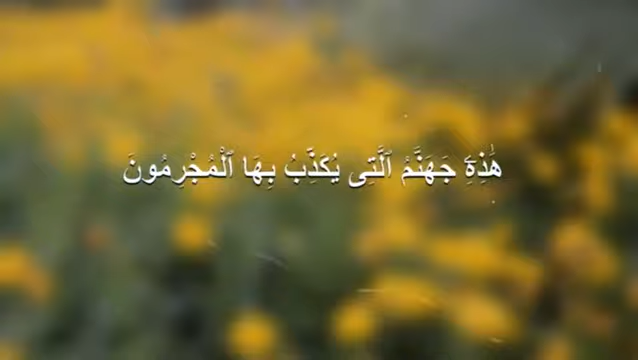 هَٰذِهِۦ جَهَنَّمُ ٱلَّتِى يُكَذِّبُ بِهَا ٱلْمُجْرِمُونَ